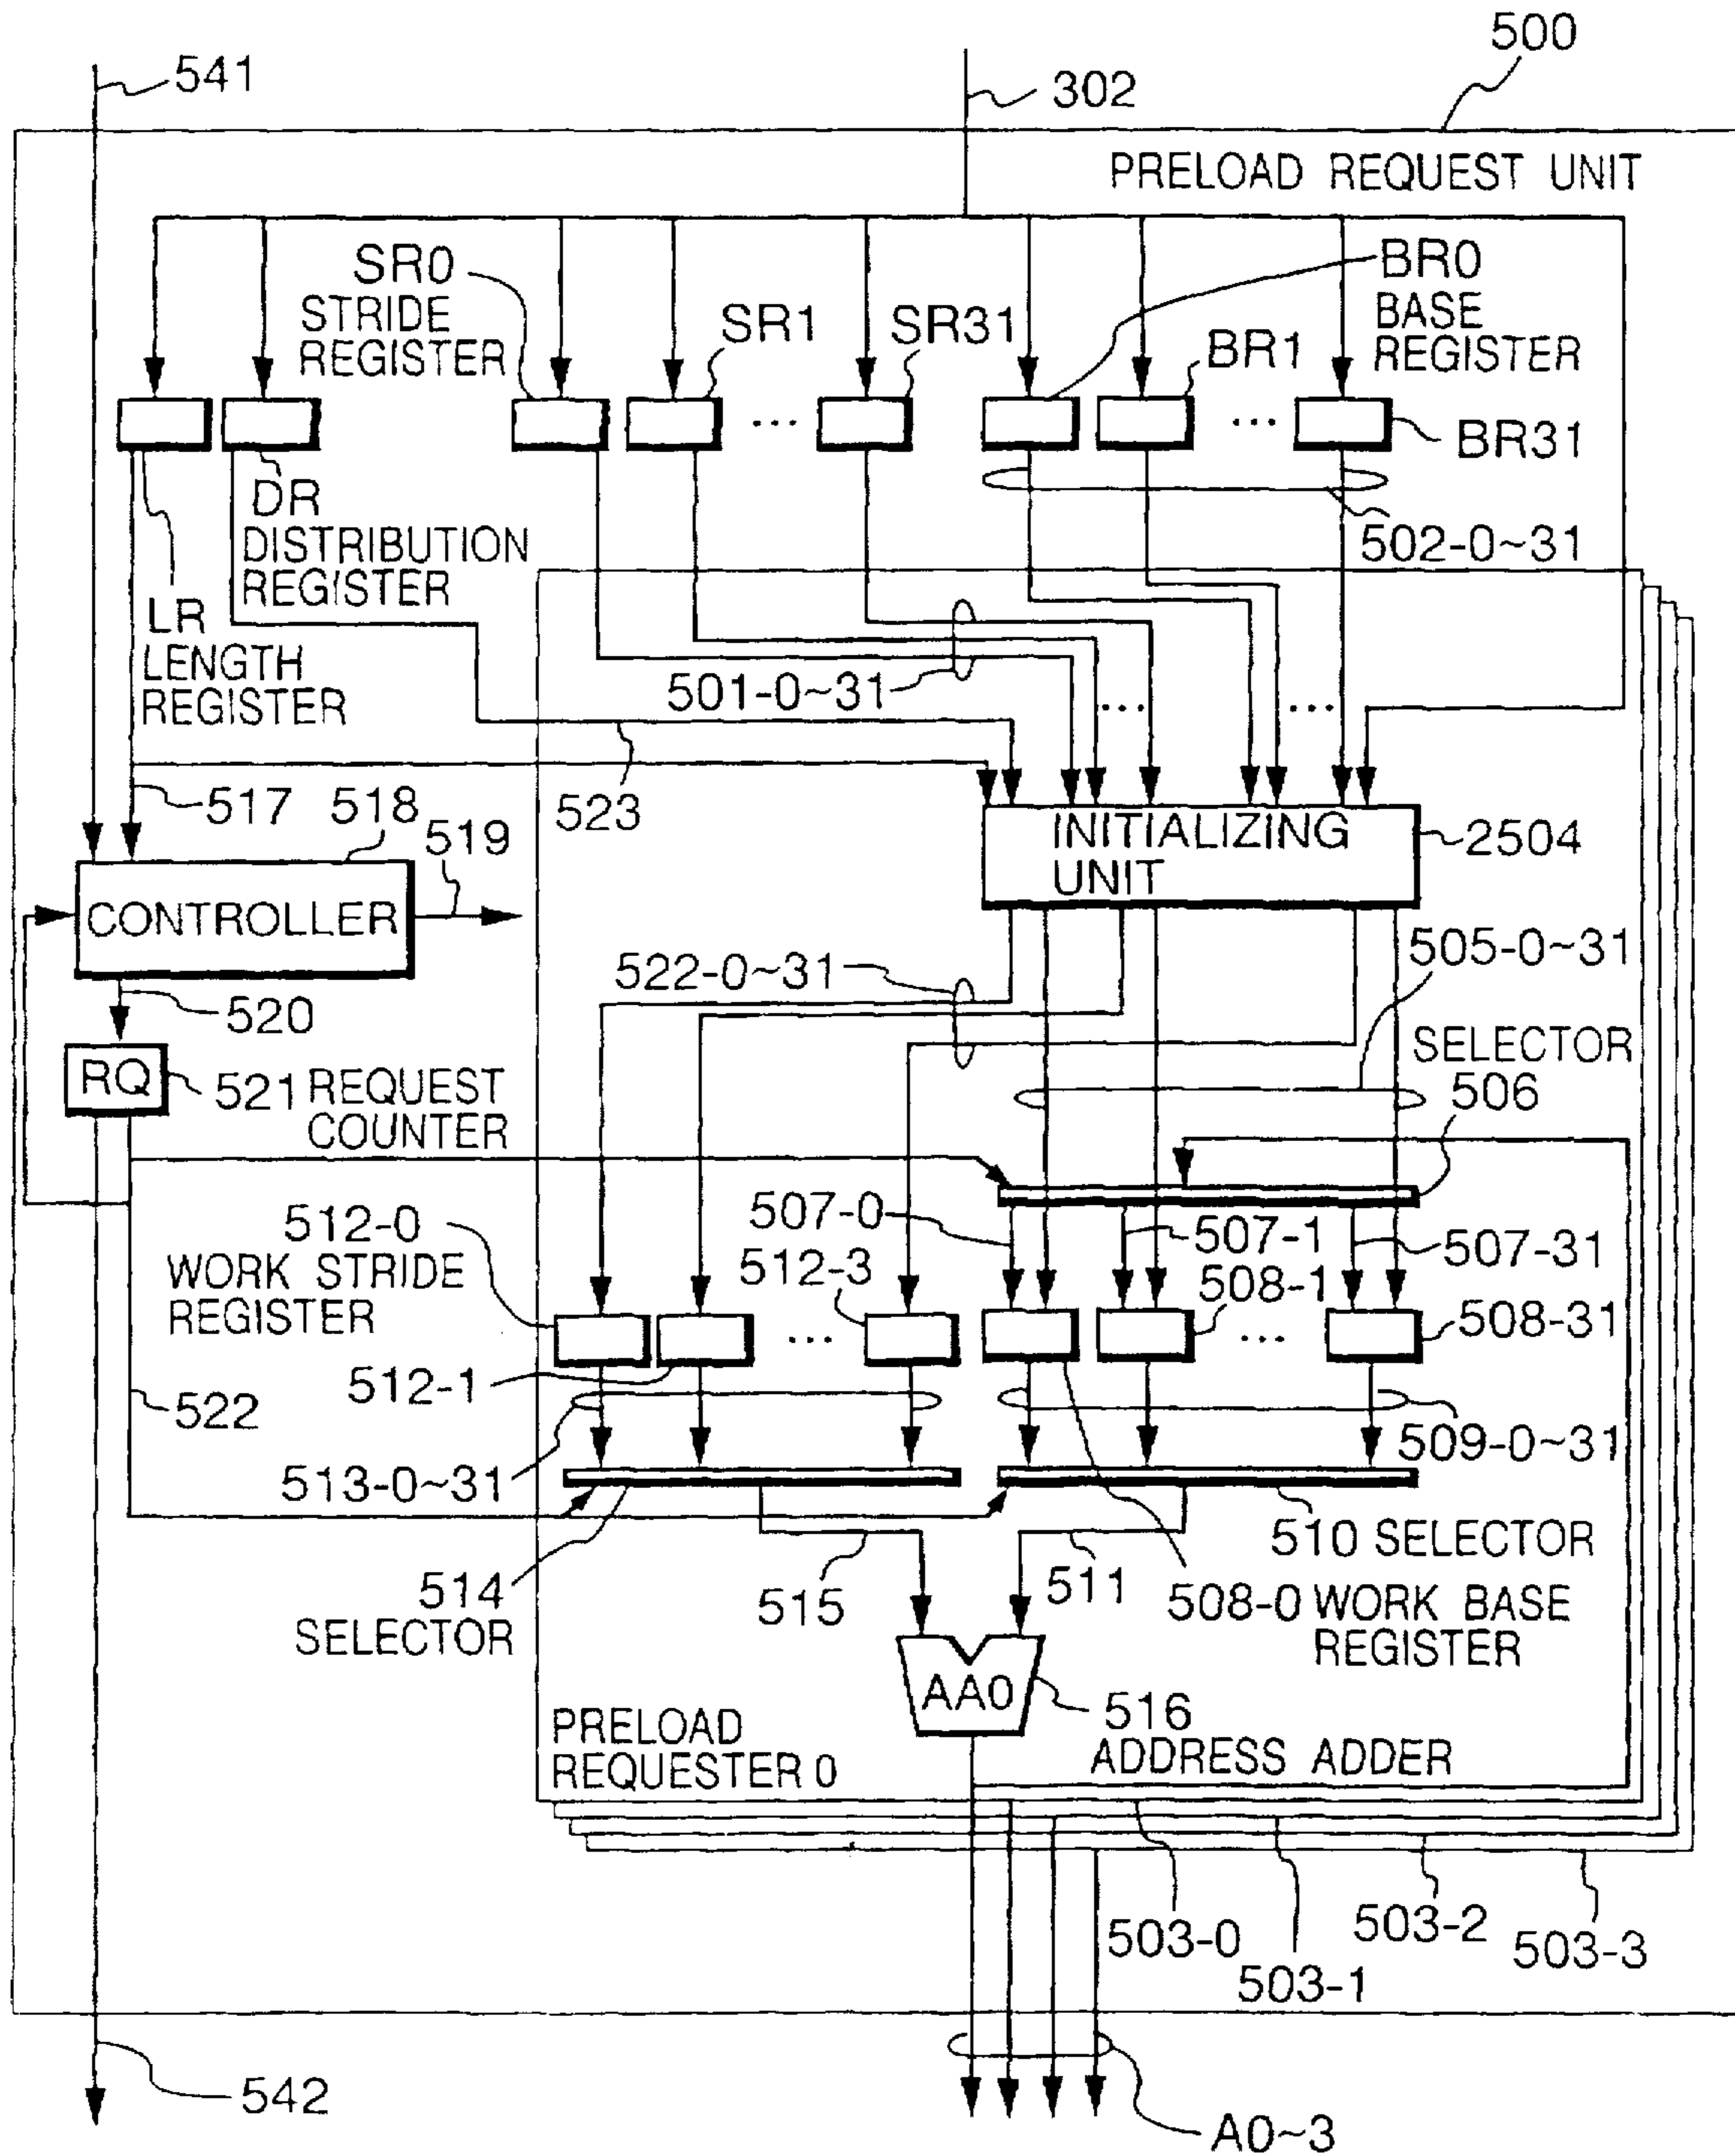 500
541
302
PRELOAD REQUEST UNIT
SR0
STRIDE
REGISTER
SR1
SR31
BR0
BASE
REGISTER
BR1
...
...
BR31
DR
DISTRIBUTION
REGISTER
502-0~31
LR
LENGTH
REGISTER
501-0~31
...
...
517
518
519
523
INITIALIZING
UNIT
2504
CONTROLLER
520
522-0~31
505-0~31
SELECTOR
506
RQ
521 REQUEST
COUNTER
512-0
WORK STRIDE
REGISTER
507-0
507-1
507-31
512-3
508-1
...
...
508-31
512-1
522
513-0~31
509-0~31
510 SELECTOR
514
SELECTOR
515
511
508-0 WORK BASE
REGISTER
AA0
516
ADDRESS ADDER
PRELOAD
REQUESTER 0
503-0
503-1
503-2
503-3
542
A0~3